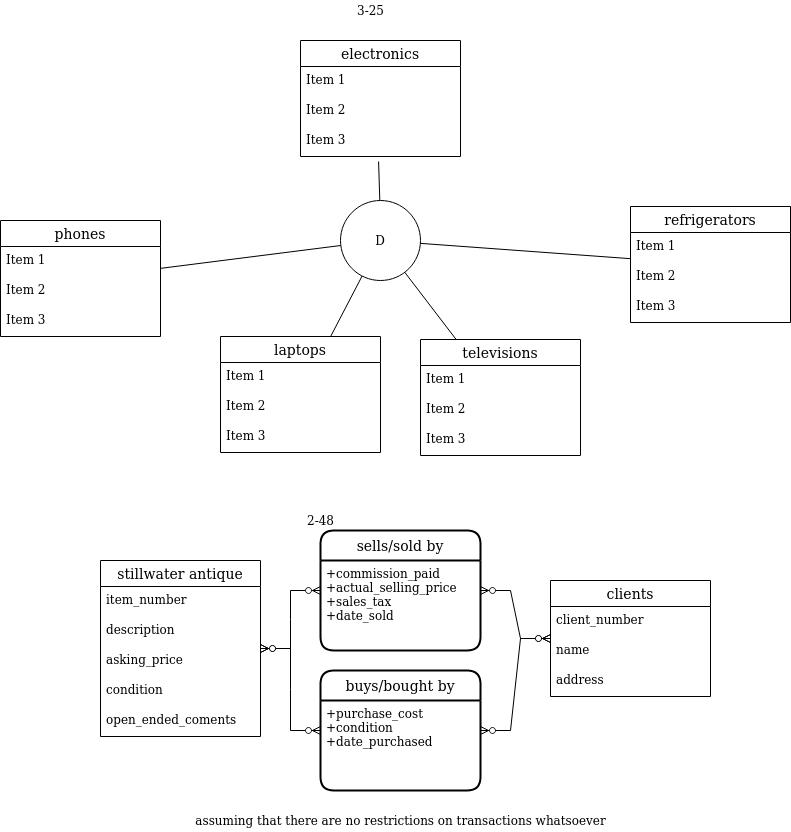 3-25
electronics
Item 1
Item 2
Item 3
D
phones
Item 1
Item 2
Item 3
refrigerators
Item 1
Item 2
Item 3
laptops
Item 1
Item 2
Item 3
televisions
Item 1
Item 2
Item 3
2-48
stillwater antique
item_number
description
asking_price
condition
open_ended_coments
sells/sold by
+commission_paid
+actual_selling_price
+sales_tax
+date_sold
buys/bought by
+purchase_cost
+condition
+date_purchased
clients
client_number
name
address
assuming that there are no restrictions on transactions whatsoever